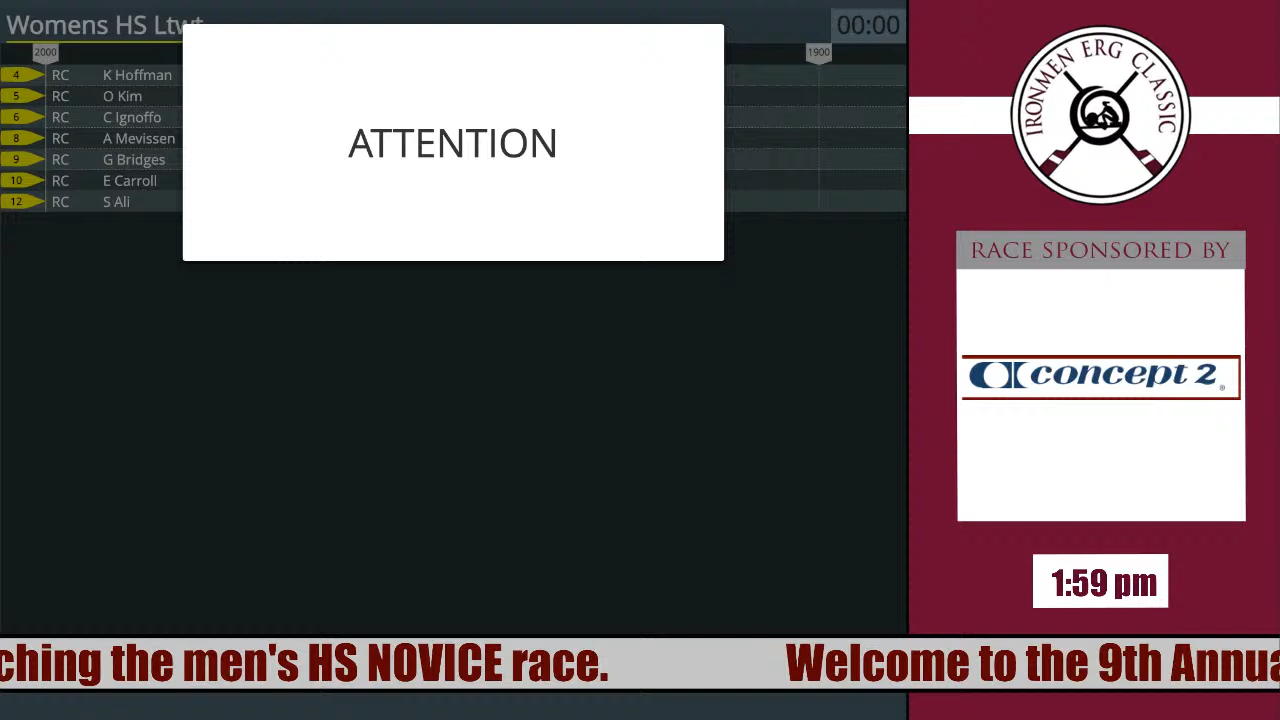 Womens HS Ltwt
00:00
2000
1900
4 RC K Hoffman
5 RC O Kim
6 RC C Ignoffo
8 RC A Mevissen
9 RC G Bridges
10 RC E Carroll
12 RC S Ali
ATTENTION
IRONMEN ERG CLASSIC
RACE SPONSORED BY
concept 2®
1:59 pm
ching the men's HS NOVICE race. Welcome to the 9th Annua